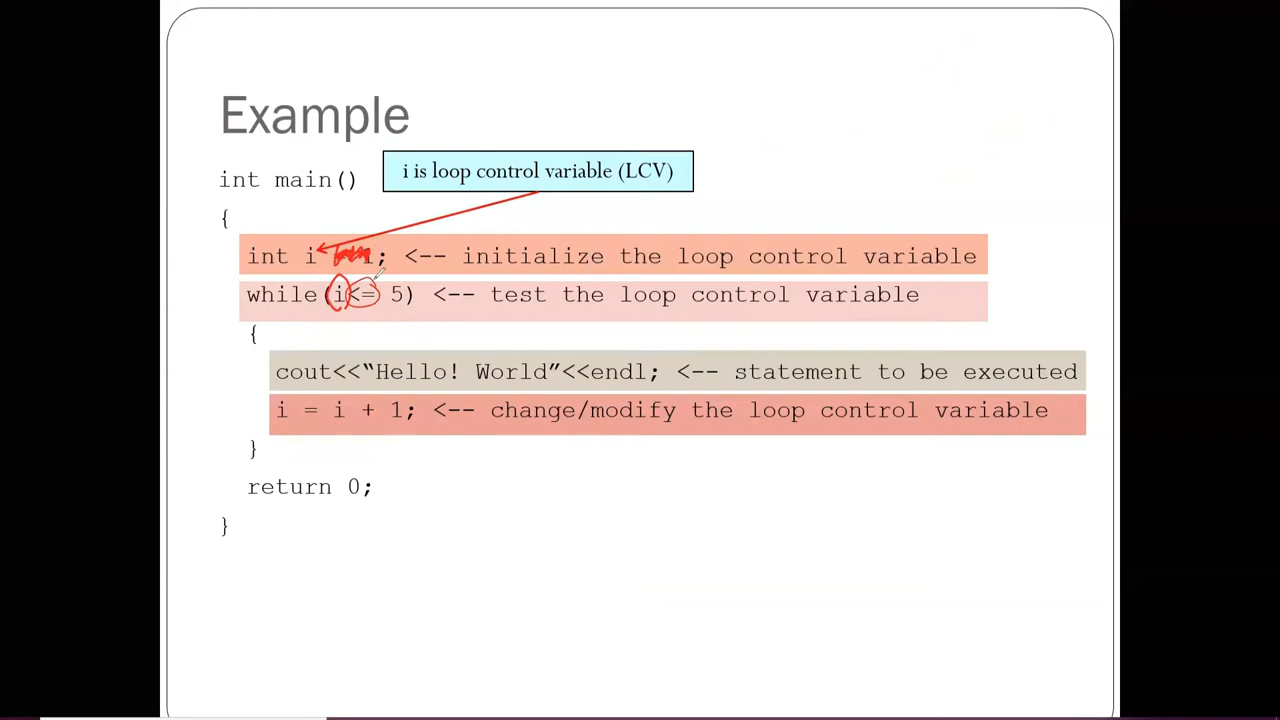 Example
i is loop control variable (LCV)
int main()
{
int i 1; <-- initialize the loop control variable
while(i<= 5) <-- test the loop control variable
{
cout<<“Hello! World”<<endl; <-- statement to be executed
i = i + 1; <-- change/modify the loop control variable
}
return 0;
}